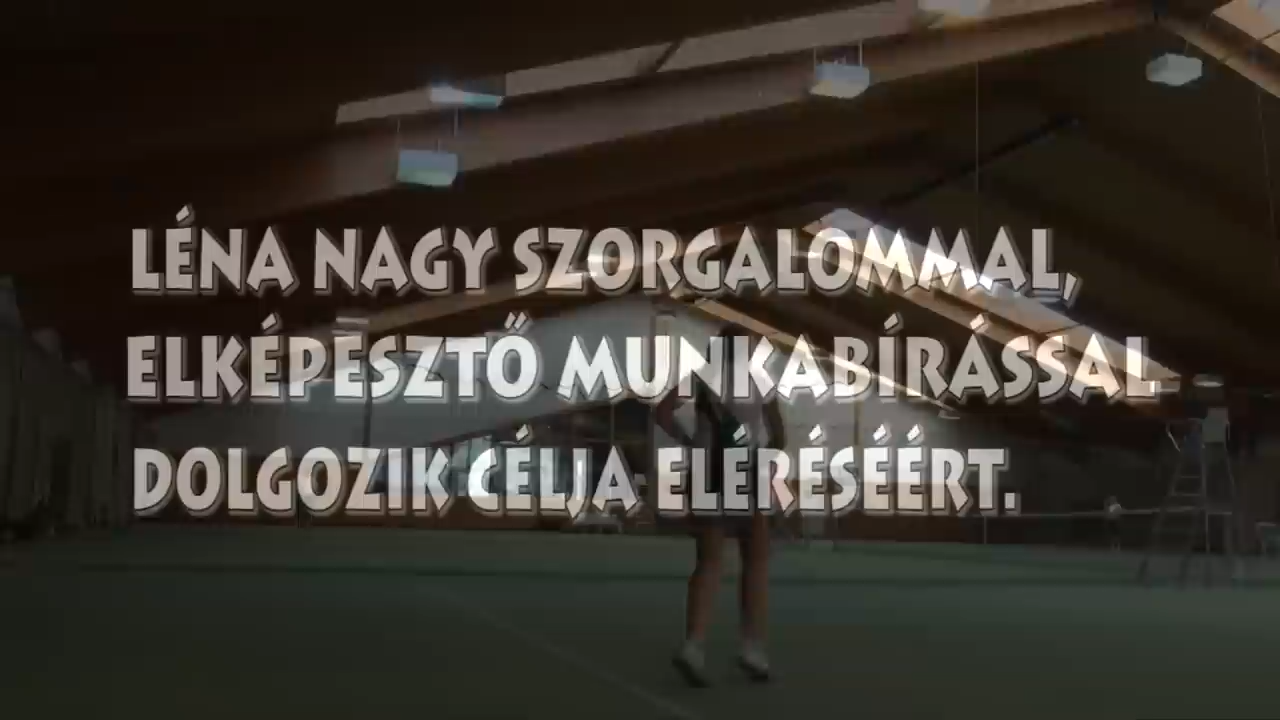 LÉNA NAGY SZORGALOMMAL,
ELKÉPESZTŐ MUNKABÍRÁSSAL
DOLGOZIK CÉLJA ELÉRÉSÉÉRT.